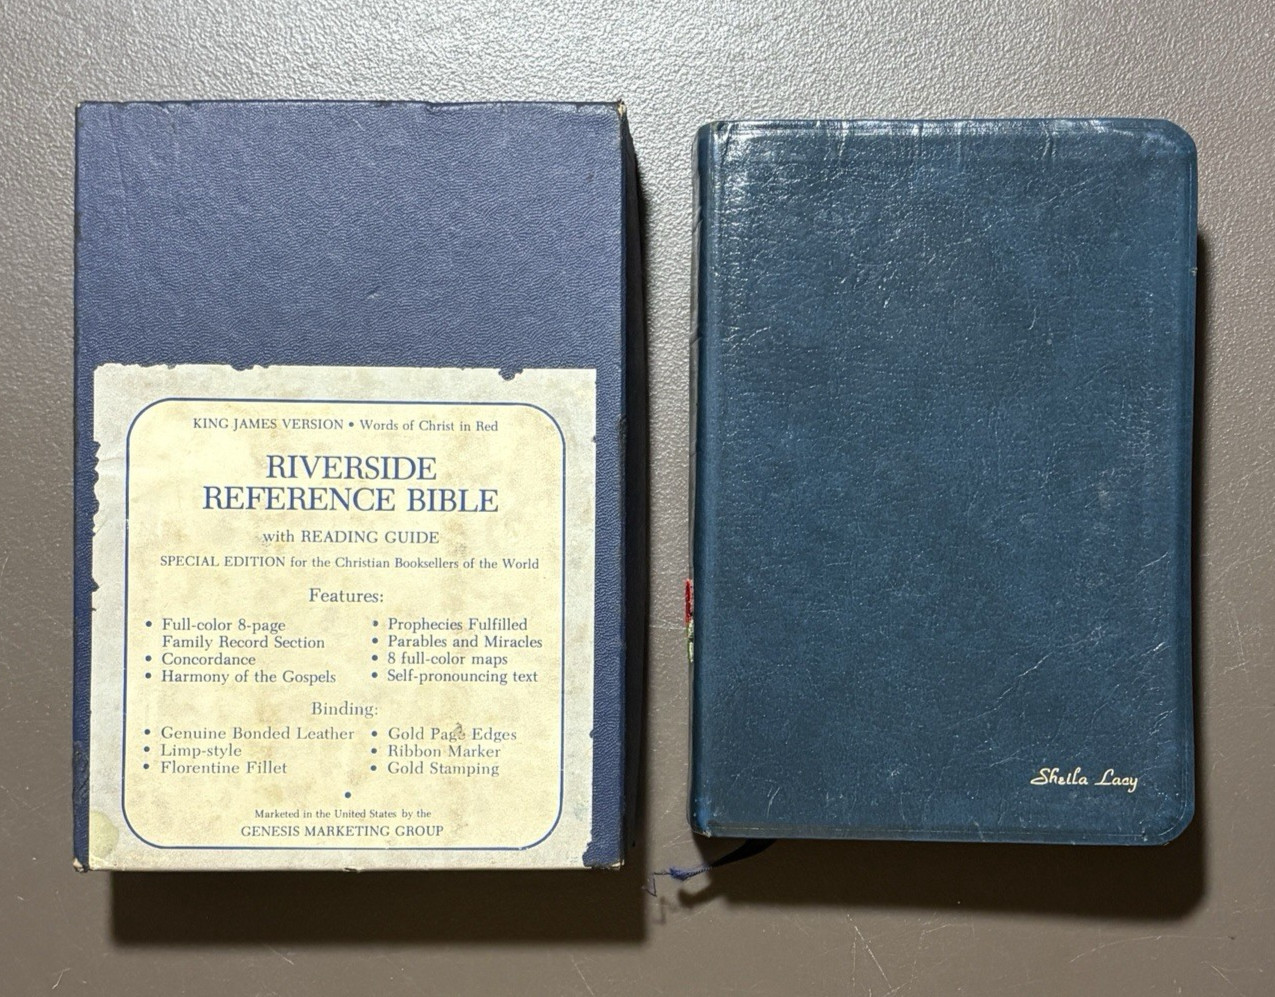 KING JAMES VERSION • Words of Christ in Red
RIVERSIDE
REFERENCE BIBLE
with READING GUIDE
SPECIAL EDITION for the Christian Booksellers of the World
Features:
• Full-color 8-page
Family Record Section
• Concordance
• Harmony of the Gospels
• Prophecies Fulfilled
• Parables and Miracles
• 8 full-color maps
• Self-pronouncing text
Binding:
• Genuine Bonded Leather
• Limp-style
• Florentine Fillet
• Gold Page Edges
• Ribbon Marker
• Gold Stamping
•
Marketed in the United States by the
GENESIS MARKETING GROUP
Sheila Lacy